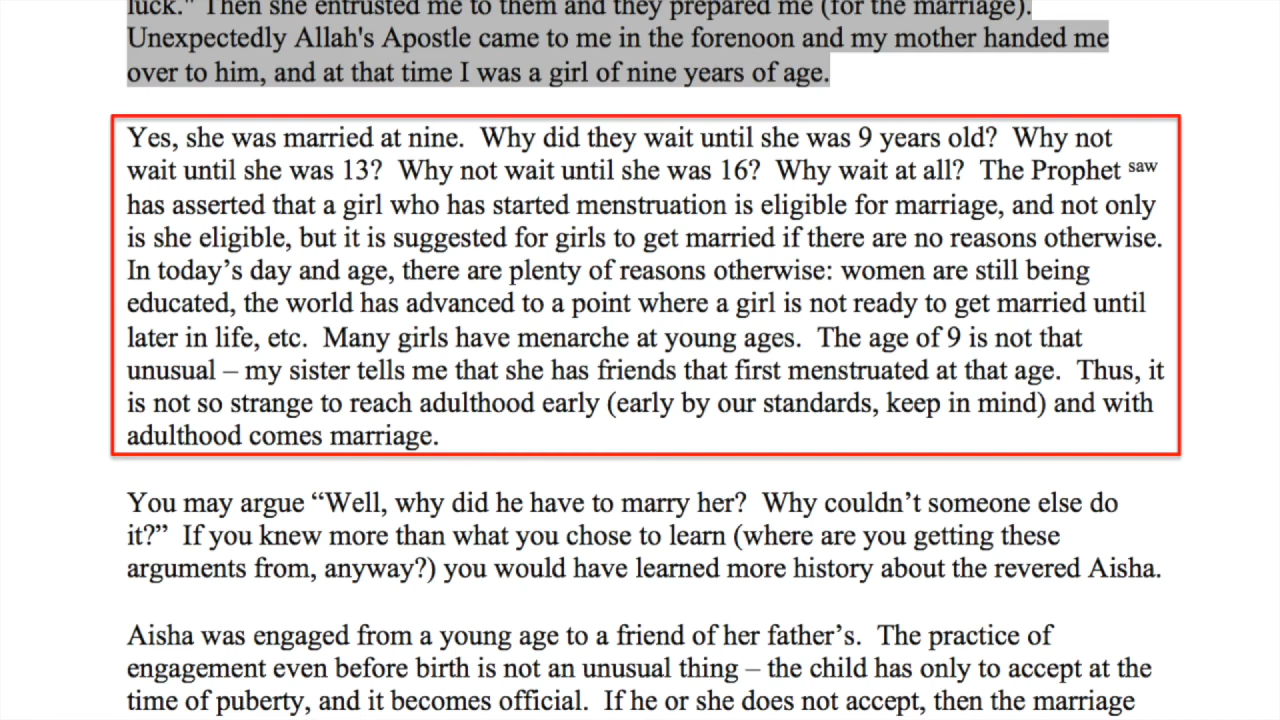 luck." Then she entrusted me to them and they prepared me (for the marriage).
Unexpectedly Allah's Apostle came to me in the forenoon and my mother handed me
over to him, and at that time I was a girl of nine years of age.
Yes, she was married at nine.  Why did they wait until she was 9 years old?  Why not
wait until she was 13?  Why not wait until she was 16?  Why wait at all?  The Prophet saw
has asserted that a girl who has started menstruation is eligible for marriage, and not only
is she eligible, but it is suggested for girls to get married if there are no reasons otherwise.
In today’s day and age, there are plenty of reasons otherwise: women are still being
educated, the world has advanced to a point where a girl is not ready to get married until
later in life, etc.  Many girls have menarche at young ages.  The age of 9 is not that
unusual – my sister tells me that she has friends that first menstruated at that age.  Thus, it
is not so strange to reach adulthood early (early by our standards, keep in mind) and with
adulthood comes marriage.
You may argue “Well, why did he have to marry her?  Why couldn’t someone else do
it?”  If you knew more than what you chose to learn (where are you getting these
arguments from, anyway?) you would have learned more history about the revered Aisha.
Aisha was engaged from a young age to a friend of her father’s.  The practice of
engagement even before birth is not an unusual thing – the child has only to accept at the
time of puberty, and it becomes official.  If he or she does not accept, then the marriage